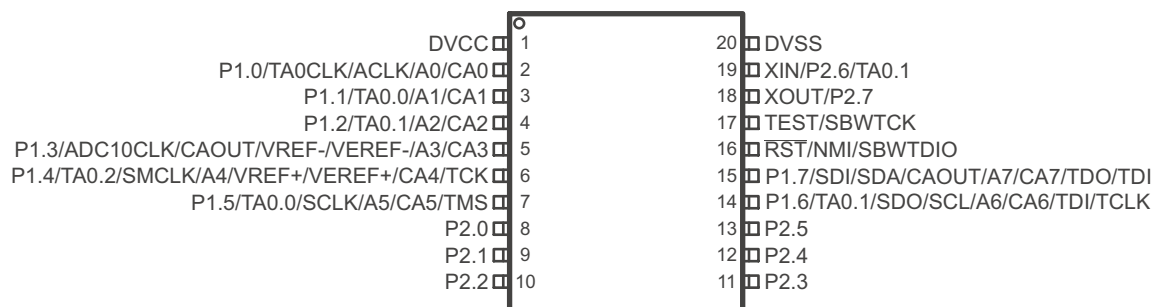 DVCC 1 20 DVSS
P1.0/TA0CLK/ACLK/A0/CA0 2 19 XIN/P2.6/TA0.1
P1.1/TA0.0/A1/CA1 3 18 XOUT/P2.7
P1.2/TA0.1/A2/CA2 4 17 TEST/SBWTCK
P1.3/ADC10CLK/CAOUT/VREF-/VEREF-/A3/CA3 5 16 R̅S̅T̅/NMI/SBWTDIO
P1.4/TA0.2/SMCLK/A4/VREF+/VEREF+/CA4/TCK 6 15 P1.7/SDI/SDA/CAOUT/A7/CA7/TDO/TDI
P1.5/TA0.0/SCLK/A5/CA5/TMS 7 14 P1.6/TA0.1/SDO/SCL/A6/CA6/TDI/TCLK
P2.0 8 13 P2.5
P2.1 9 12 P2.4
P2.2 10 11 P2.3